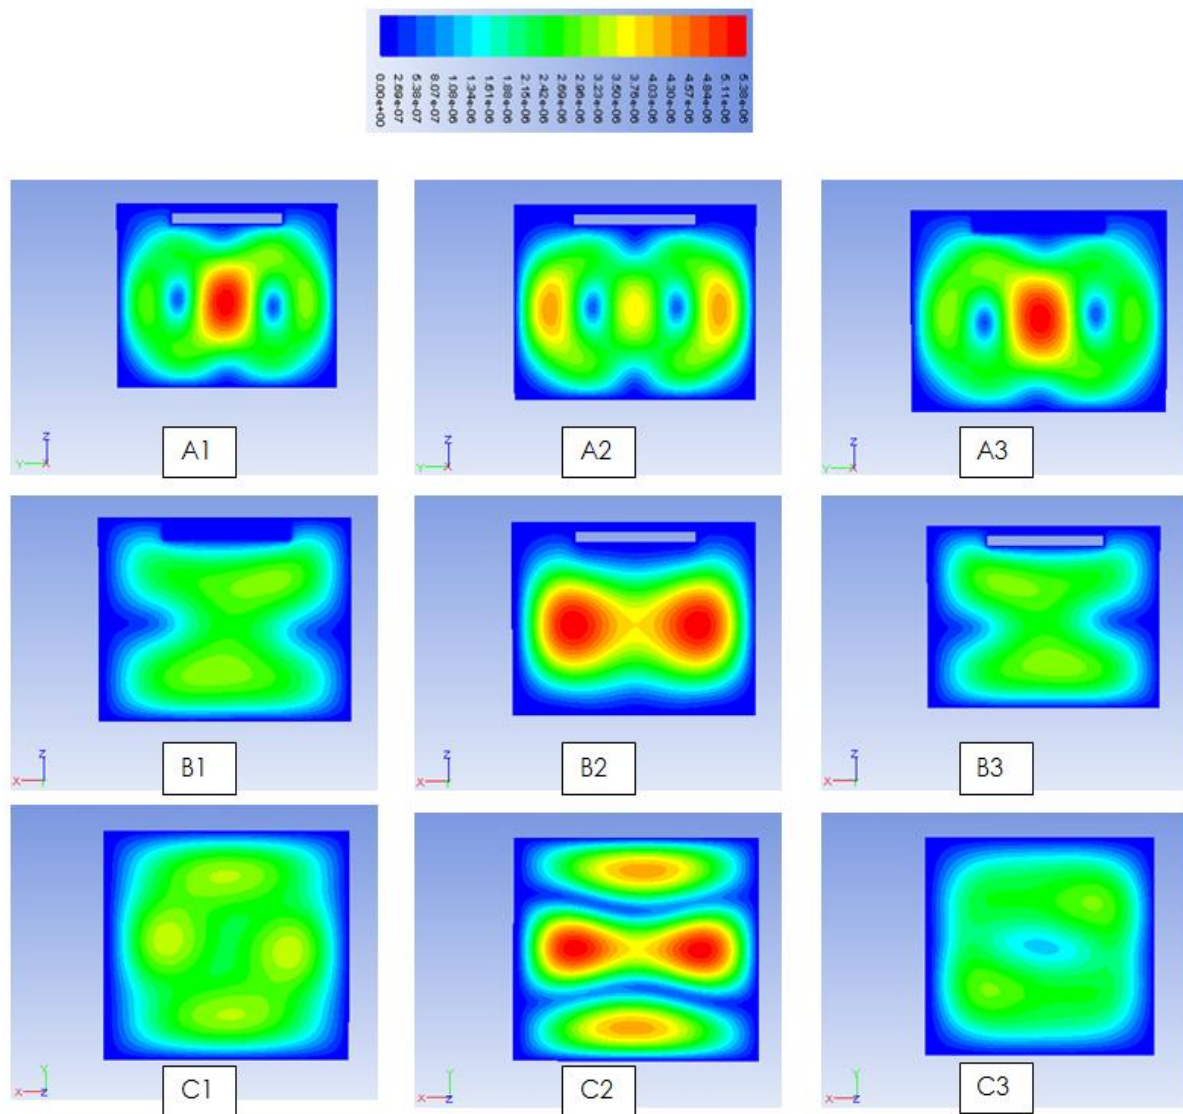 0.00e+00
2.69e-07
5.38e-07
8.07e-07
1.08e-06
1.34e-06
1.61e-06
1.88e-06
2.15e-06
2.42e-06
2.69e-06
2.96e-06
3.23e-06
3.50e-06
3.76e-06
4.03e-06
4.30e-06
4.57e-06
4.84e-06
5.11e-06
5.38e-06
Z
Y X
A1
Z
Y X
A2
Z
Y X
A3
Z
X Y
B1
Z
X Y
B2
Z
X Y
B3
Y
X Z
C1
Y
X Z
C2
Y
X Z
C3